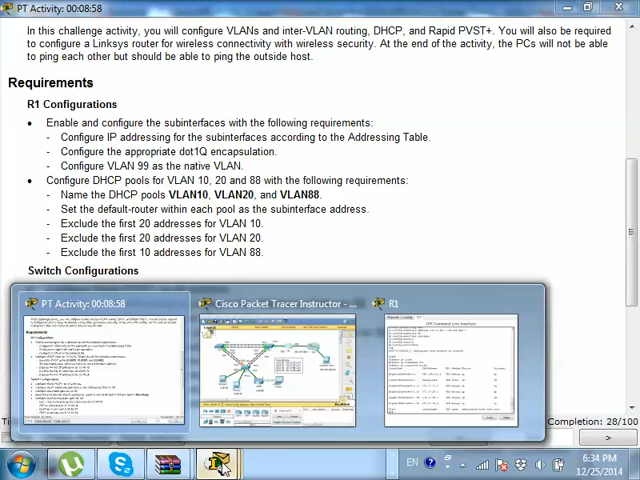 PT Activity: 00:08:58
In this challenge activity, you will configure VLANs and inter-VLAN routing, DHCP, and Rapid PVST+. You will also be required
to configure a Linksys router for wireless connectivity with wireless security. At the end of the activity, the PCs will not be able
to ping each other but should be able to ping the outside host.
Requirements
R1 Configurations
• Enable and configure the subinterfaces with the following requirements:
- Configure IP addressing for the subinterfaces according to the Addressing Table.
- Configure the appropriate dot1Q encapsulation.
- Configure VLAN 99 as the native VLAN.
• Configure DHCP pools for VLAN 10, 20 and 88 with the following requirements:
- Name the DHCP pools VLAN10, VLAN20, and VLAN88.
- Set the default-router within each pool as the subinterface address.
- Exclude the first 20 addresses for VLAN 10.
- Exclude the first 20 addresses for VLAN 20.
- Exclude the first 10 addresses for VLAN 88.
Switch Configurations
PT Activity: 00:08:58
Cisco Packet Tracer Instructor - ...
R1
Completion: 28/100
>
EN
6:34 PM
12/25/2014